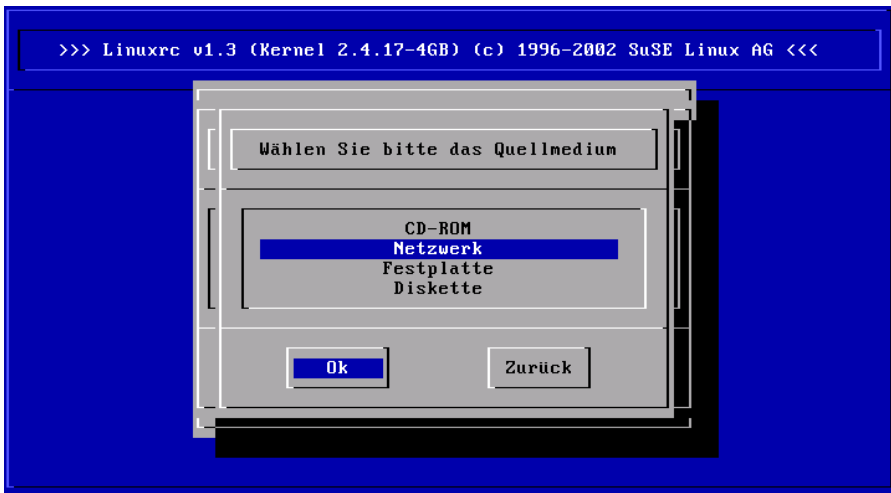 >>> Linuxrc v1.3 (Kernel 2.4.17-4GB) (c) 1996-2002 SuSE Linux AG <<<
Wählen Sie bitte das Quellmedium
CD-ROM
Netzwerk
Festplatte
Diskette
Ok Zurück